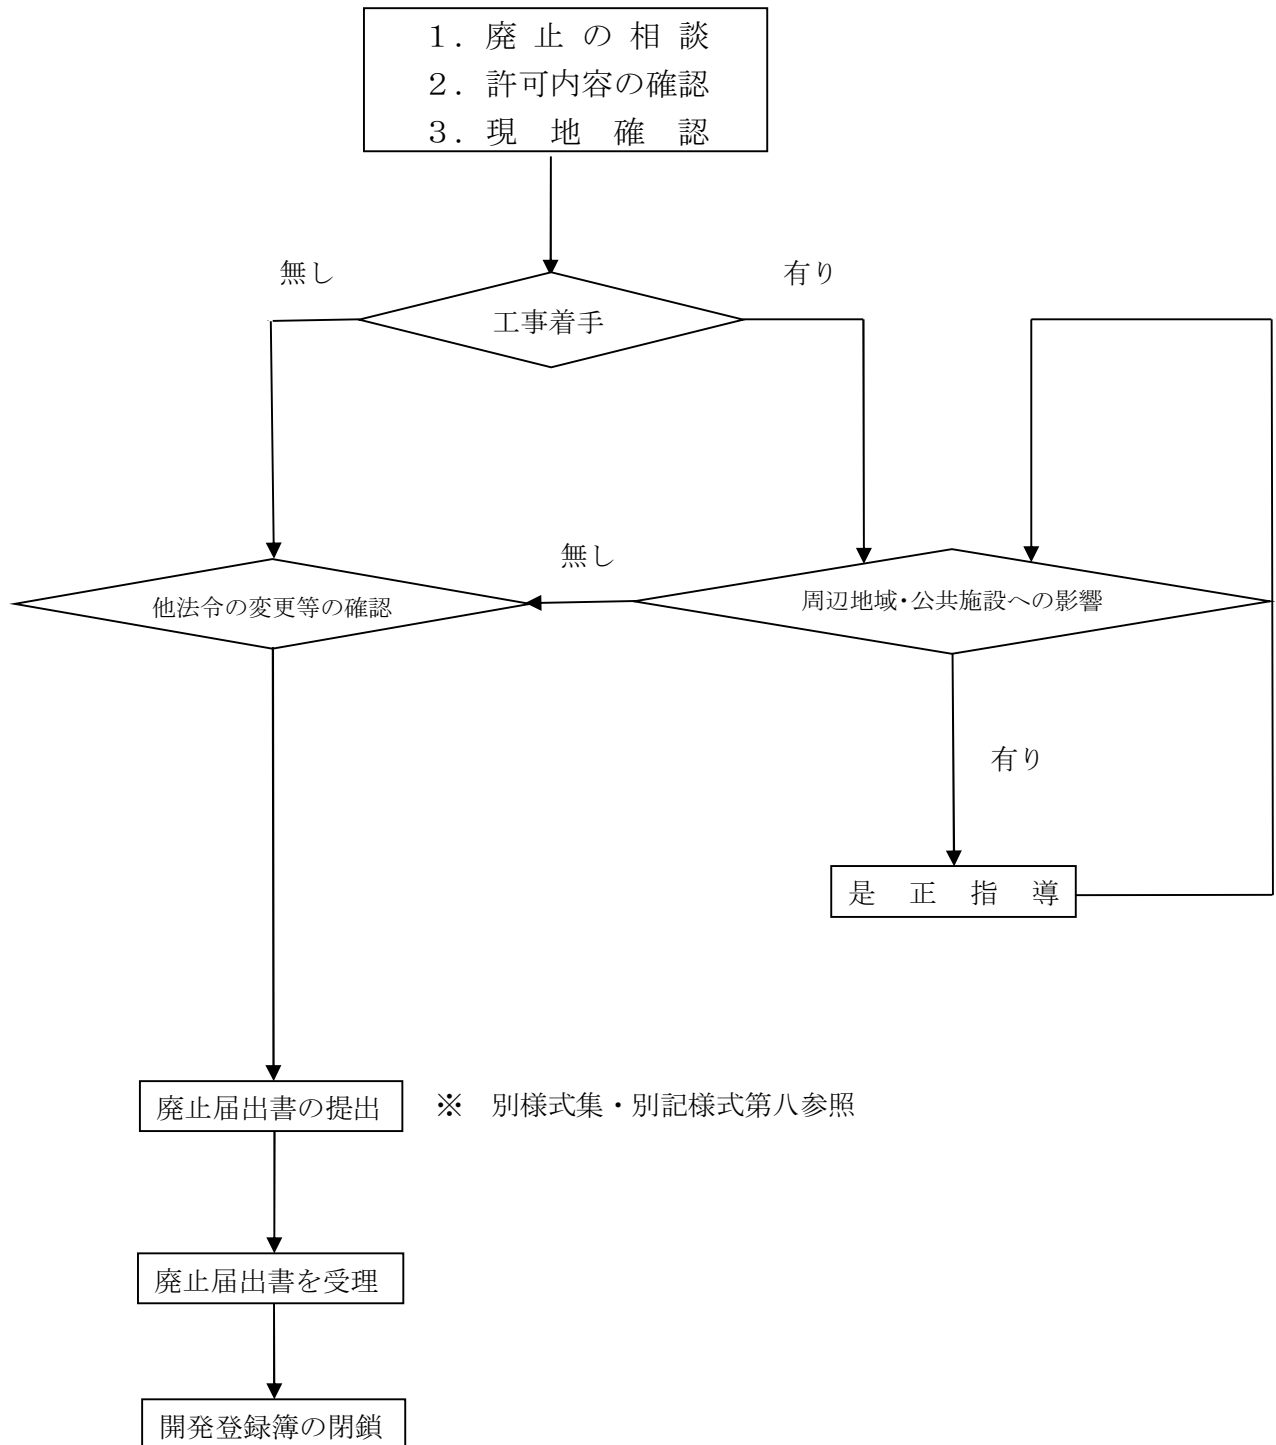 １．廃 止 の 相 談
２．許可内容の確認
３．現 地 確 認
無し
有り
工事着手
無し
他法令の変更等の確認
周辺地域・公共施設への影響
有り
是 正 指 導
廃止届出書の提出
※ 別様式集・別記様式第八参照
廃止届出書を受理
開発登録簿の閉鎖